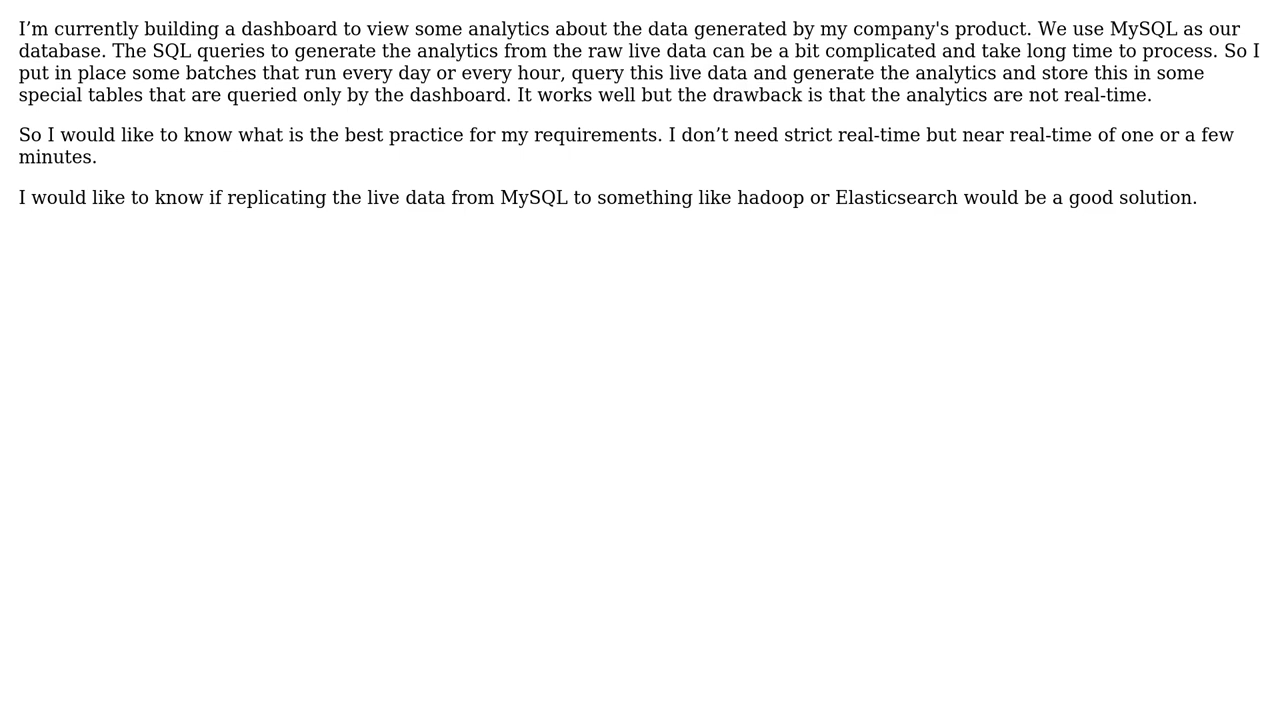 I’m currently building a dashboard to view some analytics about the data generated by my company's product. We use MySQL as our
database. The SQL queries to generate the analytics from the raw live data can be a bit complicated and take long time to process. So I
put in place some batches that run every day or every hour, query this live data and generate the analytics and store this in some
special tables that are queried only by the dashboard. It works well but the drawback is that the analytics are not real-time.
So I would like to know what is the best practice for my requirements. I don’t need strict real-time but near real-time of one or a few
minutes.
I would like to know if replicating the live data from MySQL to something like hadoop or Elasticsearch would be a good solution.